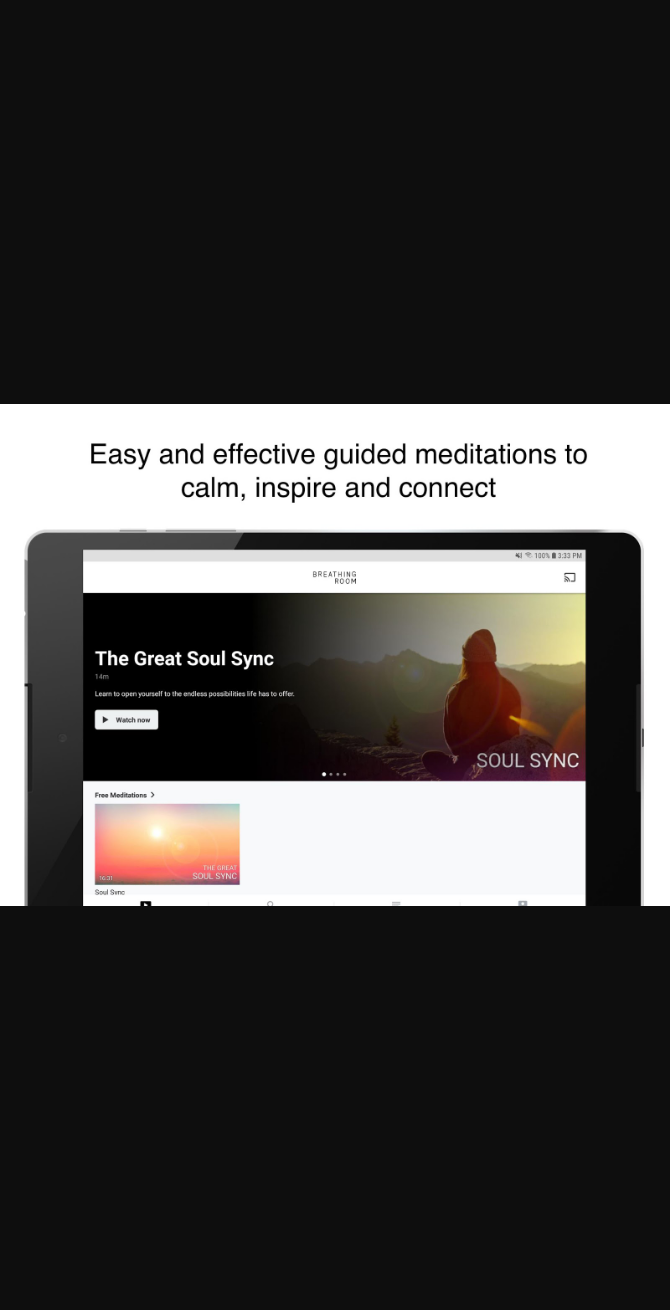 Easy and effective guided meditations to
calm, inspire and connect
100% 3:33 PM
BREATHING
ROOM
The Great Soul Sync
14m
Learn to open yourself to the endless possibilities life has to offer.
Watch now
SOUL SYNC
Free Meditations
THE GREAT
16:31 SOUL SYNC
Soul Sync